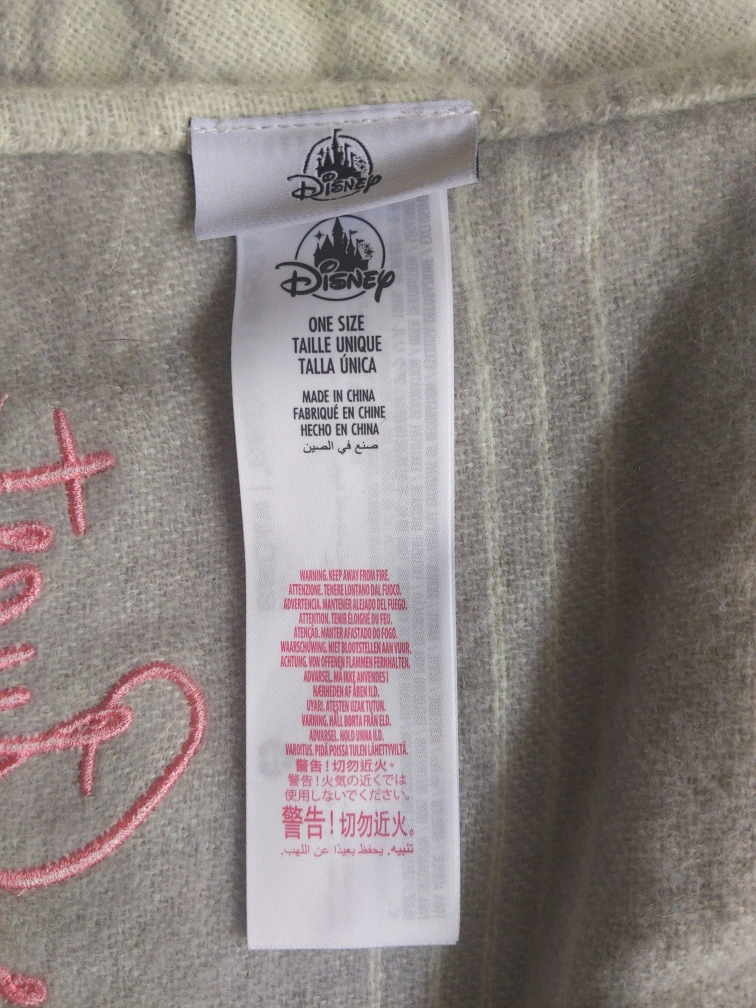 DISNEY
DISNEY
ONE SIZE
TAILLE UNIQUE
TALLA ÚNICA
MADE IN CHINA
FABRIQUÉ EN CHINE
HECHO EN CHINA
صنع في الصين
WARNING. KEEP AWAY FROM FIRE.
ATTENZIONE. TENERE LONTANO DAL FUOCO.
ADVERTENCIA. MANTENER ALEJADO DEL FUEGO.
ATTENTION. TENIR ÉLOIGNÉ DU FEU.
ATENÇÃO. MANTER AFASTADO DO FOGO.
WAARSCHUWING. NIET BLOOTSTELLEN AAN VUUR.
ACHTUNG. VON OFFENEN FLAMMEN FERNHALTEN.
ADVARSEL. MÅ IKKE ANVENDES I
NÆRHEDEN AF ÅBEN ILD.
UYARI. ATEŞTEN UZAK TUTUN.
VARNING. HÅLL BORTA FRÅN ELD.
ADVARSEL. HOLD UNNA ILD.
VAROITUS. PIDÄ POISSA TULEN LÄHETTYVILTÄ.
警告！切勿近火。
警告！火気の近くでは
使用しないでください。
警告！切勿近火。
تنبيه. يحفظ بعيدًا عن اللهب.